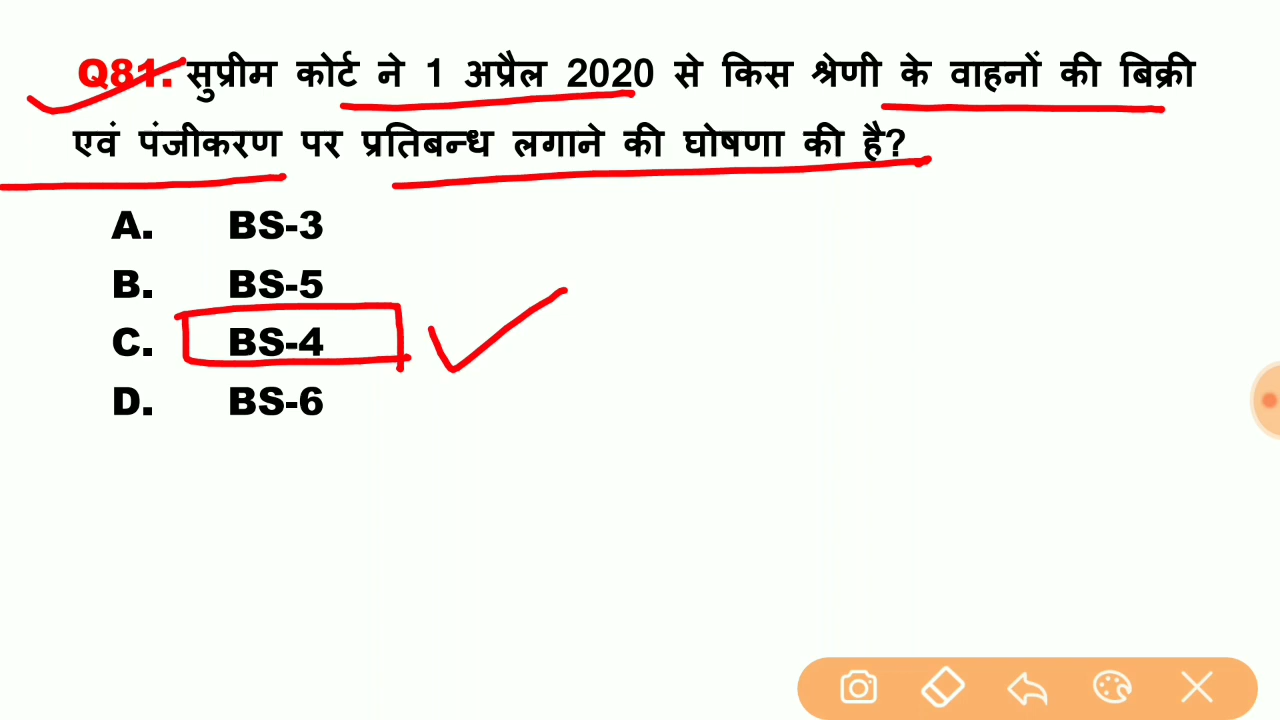 Q81. सुप्रीम कोर्ट ने 1 अप्रैल 2020 से किस श्रेणी के वाहनों की बिक्री
एवं पंजीकरण पर प्रतिबन्ध लगाने की घोषणा की है?
A. BS-3
B. BS-5
C. BS-4
D. BS-6